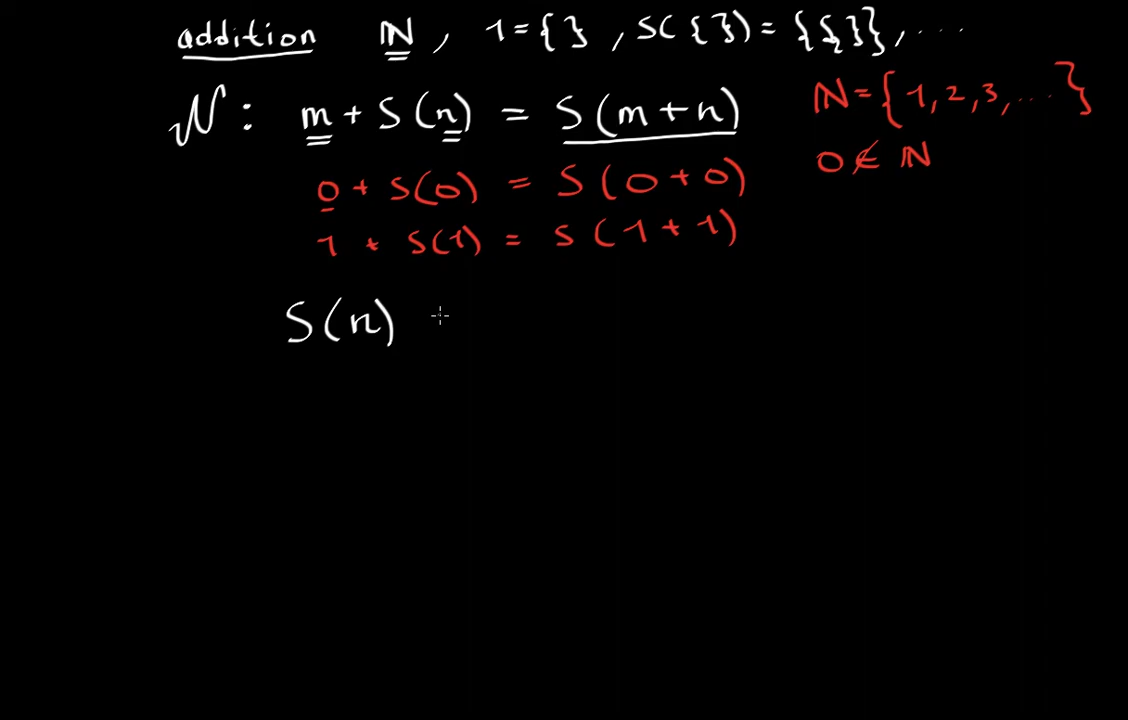 addition ℕ, 1={ }, S({ })={{ }}, ....
N: m + S(n) = S(m+n)
ℕ={1,2,3,....}
0 ∉ ℕ
0 + S(0) = S(0+0)
1 + S(1) = S(1+1)
S(n)